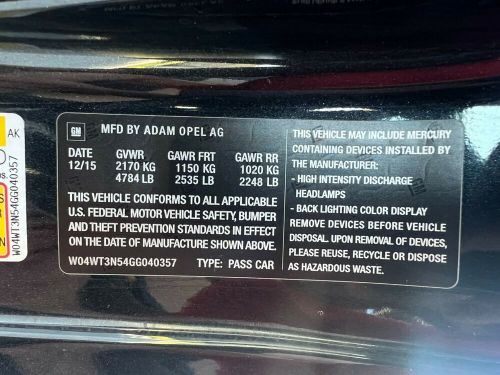 GM
MFD BY ADAM OPEL AG
DATE GVWR GAWR FRT GAWR RR
12/15 2170 KG 1150 KG 1020 KG
4784 LB 2535 LB 2248 LB
THIS VEHICLE CONFORMS TO ALL APPLICABLE
U.S. FEDERAL MOTOR VEHICLE SAFETY, BUMPER
AND THEFT PREVENTION STANDARDS IN EFFECT
ON THE DATE OF MANUFACTURE SHOWN ABOVE.
W04WT3N54GG040357 TYPE: PASS CAR
THIS VEHICLE MAY INCLUDE MERCURY
CONTAINING DEVICES INSTALLED BY
THE MANUFACTURER:
- HIGH INTENSITY DISCHARGE
HEADLAMPS
- BACK LIGHTING COLOR DISPLAY
REMOVE DEVICES BEFORE VEHICLE
DISPOSAL. UPON REMOVAL OF DEVICES,
PLEASE REUSE, RECYCLE OR DISPOSE
AS HAZARDOUS WASTE.
AK
W04WT3N54GG040357